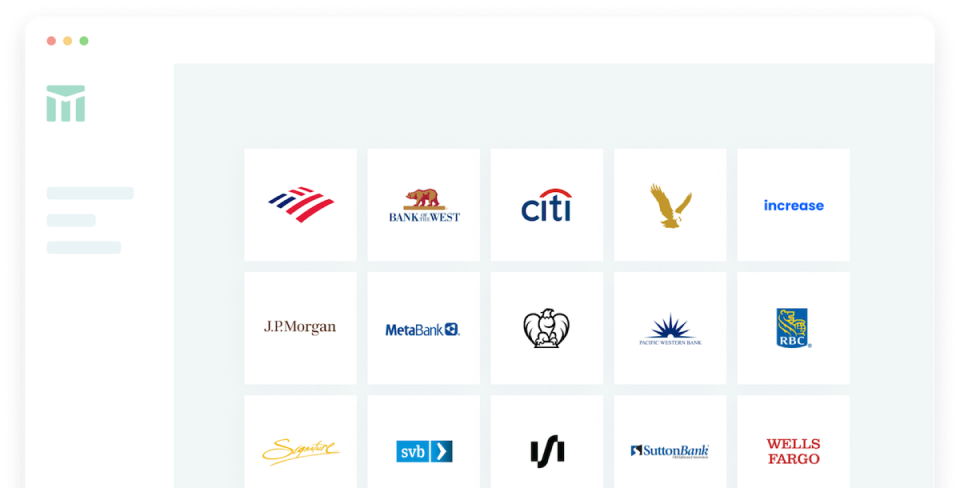 BANK OF THE WEST
citi
increase
J.P.Morgan
MetaBank
PACIFIC WESTERN BANK
RBC
Signature
svb
SuttonBank
WELLS
FARGO